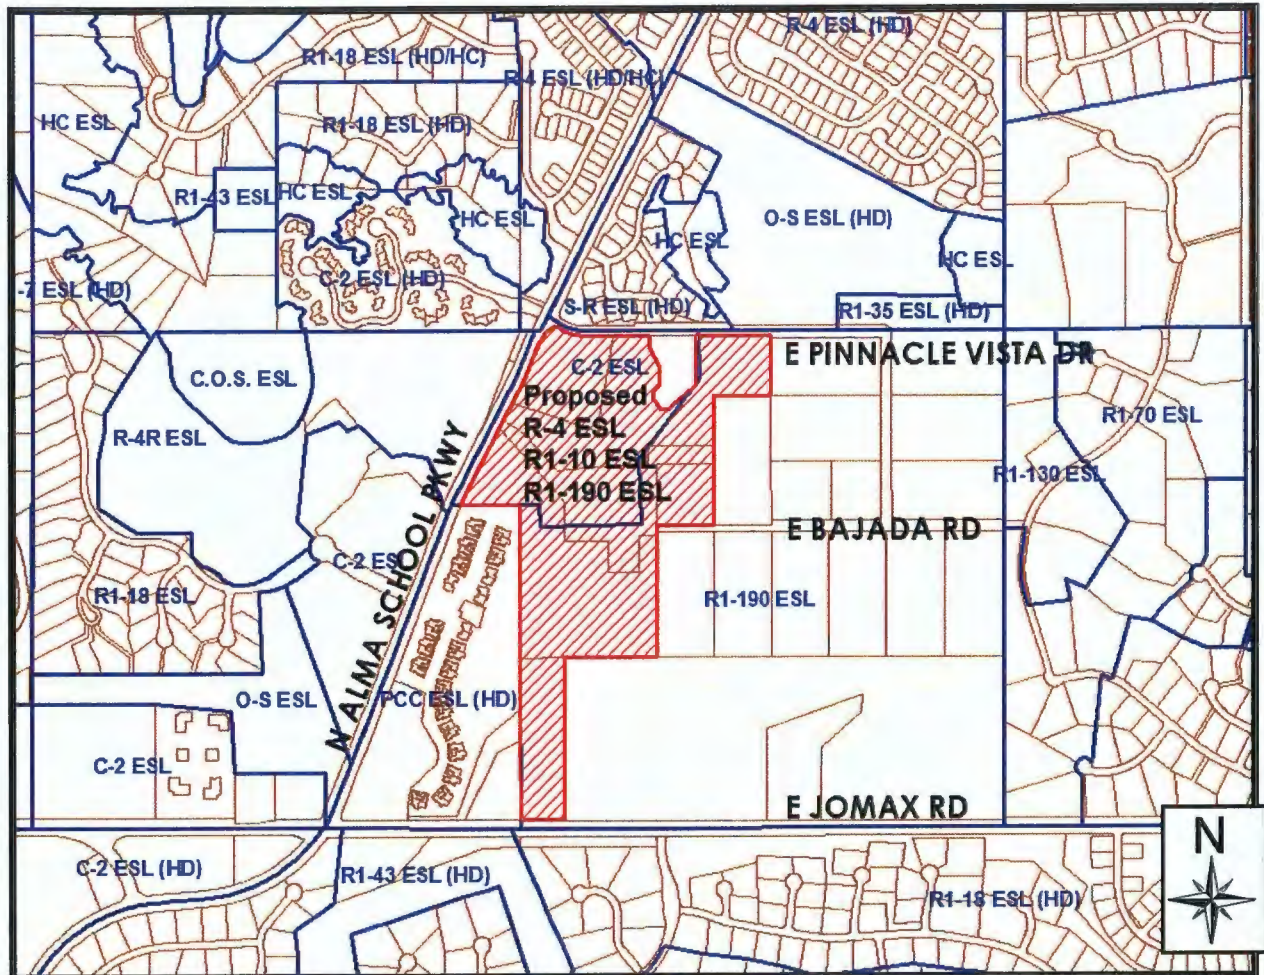 R-4 ESL (HD)
R1-18 ESL (HD/HC)
R-4 ESL (HD/HC)
HC ESL
R1-18 ESL (HD)
R1-43 ESL
HC ESL
HC ESL
O-S ESL (HD)
HC ESL
HC ESL
C-2 ESL (HD)
-7 ESL (HD)
S-R ESL (HD)
R1-35 ESL (HD)
E PINNACLE VISTA DR
C-2 ESL
C.O.S. ESL
Proposed
R-4 ESL
R1-10 ESL
R1-190 ESL
R-4R ESL
R1-70 ESL
R1-130 ESL
N ALMA SCHOOL PKWY
E BAJADA RD
C-2 ESL
R1-18 ESL
R1-190 ESL
O-S ESL
PCC ESL (HD)
C-2 ESL
E JOMAX RD
N
C-2 ESL (HD)
R1-43 ESL (HD)
R1-18 ESL (HD)